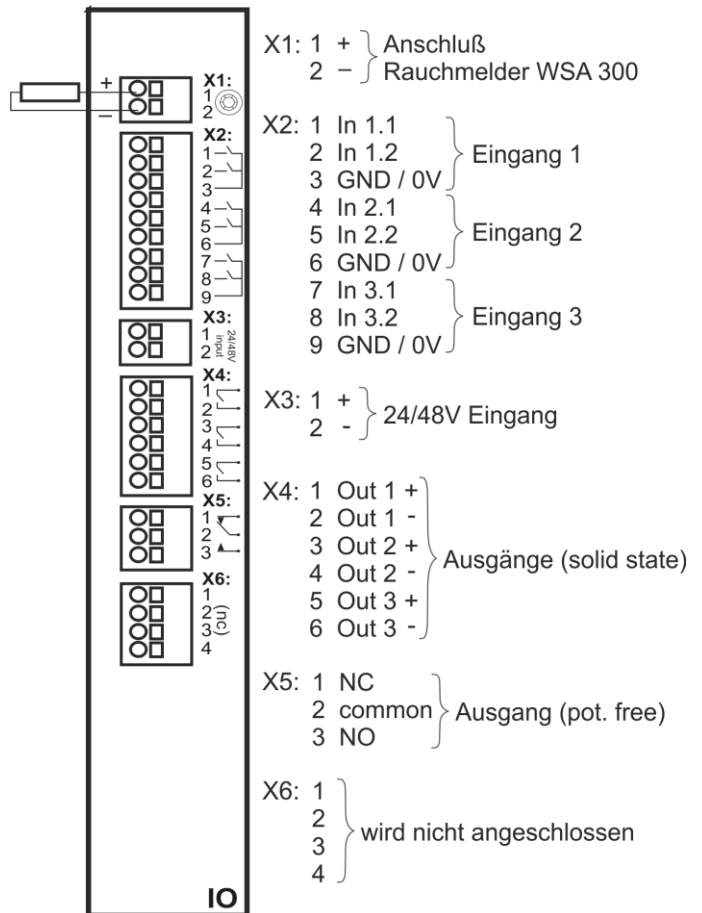 +
−
X1:
1
2
X2:
1
2
3
4
5
6
7
8
9
X3:
1
2
24/48V
input
X4:
1
2
3
4
5
6
X5:
1
2
3
X6:
1
2
3
4
(nc)
IO
X1: 1 + Anschluß
2 − Rauchmelder WSA 300
X2: 1 In 1.1
2 In 1.2
3 GND / 0V
Eingang 1
4 In 2.1
5 In 2.2
6 GND / 0V
Eingang 2
7 In 3.1
8 In 3.2
9 GND / 0V
Eingang 3
X3: 1 +
2 -
24/48V Eingang
X4: 1 Out 1 +
2 Out 1 -
3 Out 2 +
4 Out 2 -
5 Out 3 +
6 Out 3 -
Ausgänge (solid state)
X5: 1 NC
2 common
3 NO
Ausgang (pot. free)
X6: 1
2
3
4
wird nicht angeschlossen